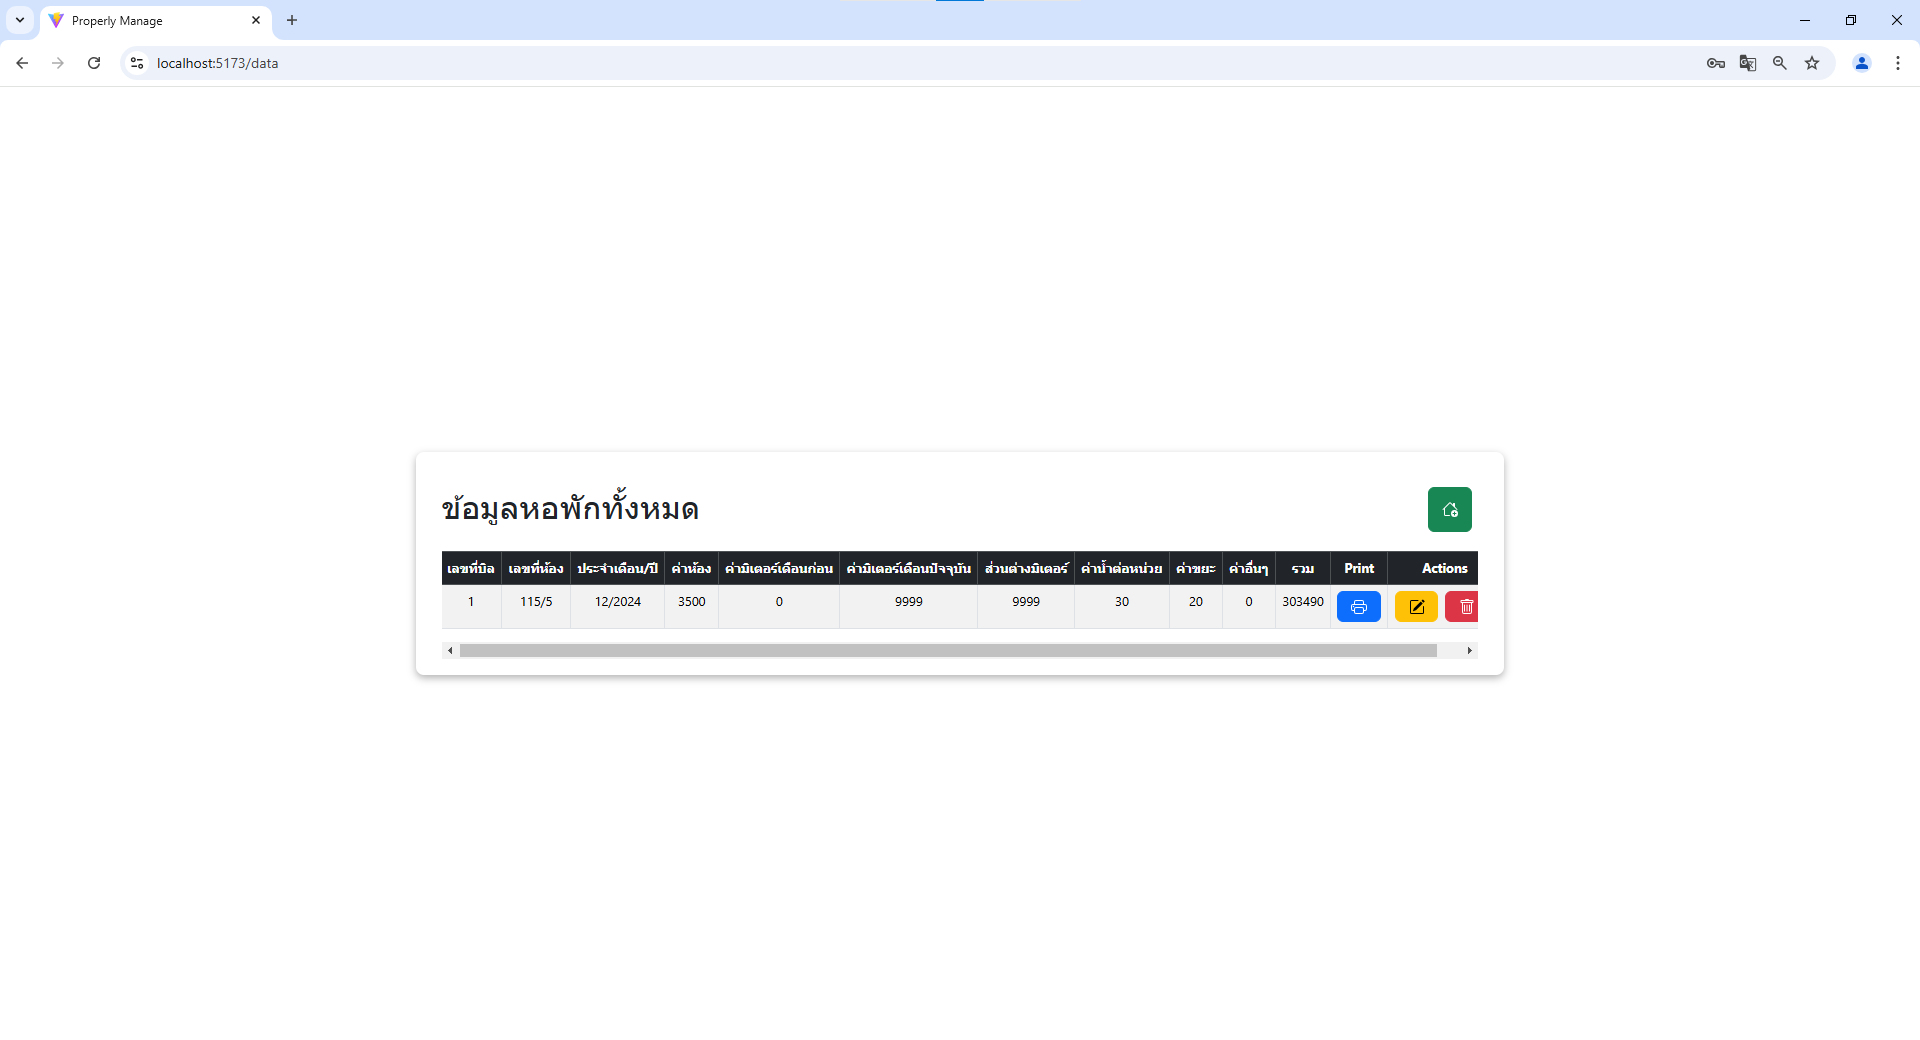 Properly Manage
localhost:5173/data
ข้อมูลหอพักทั้งหมด
เลขที่บิล เลขที่ห้อง ประจำเดือน/ปี ค่าห้อง ค่ามิเตอร์เดือนก่อน ค่ามิเตอร์เดือนปัจจุบัน ส่วนต่างมิเตอร์ ค่าน้ำต่อหน่วย ค่าขยะ ค่าอื่นๆ รวม Print Actions
1 115/5 12/2024 3500 0 9999 9999 30 20 0 303490